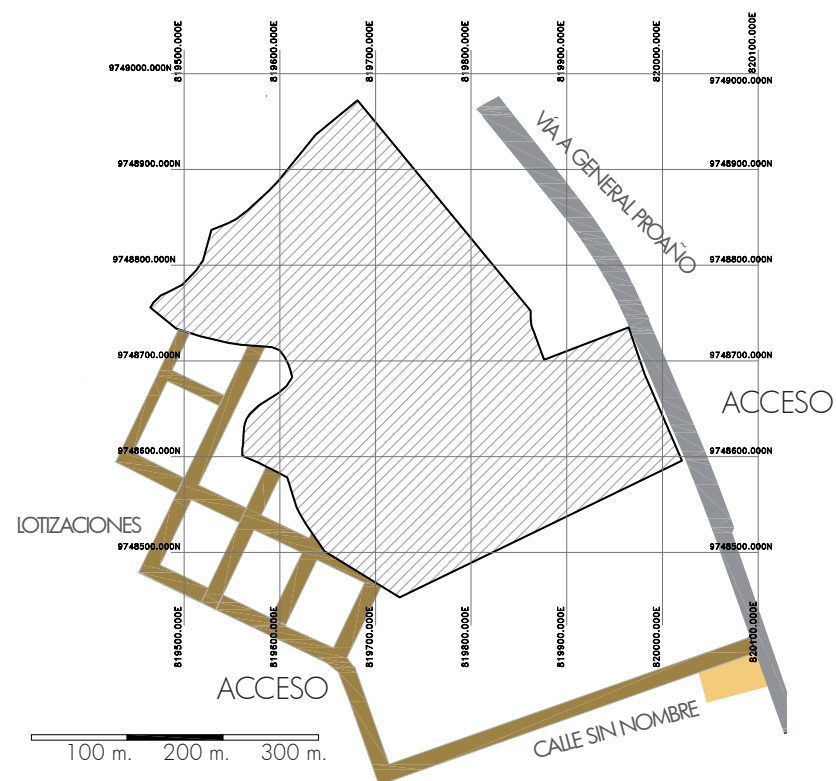 819500.000E
819600.000E
819700.000E
819800.000E
819900.000E
820000.000E
820100.000E
9749000.000N
9749000.000N
VÍA A GENERAL PROAÑO
9748900.000N
9748900.000N
9748800.000N
9748800.000N
9748700.000N
9748700.000N
ACCESO
9748600.000N
9748600.000N
LOTIZACIONES
9748500.000N
9748500.000N
819500.000E
819600.000E
819700.000E
819800.000E
819900.000E
820000.000E
820100.000E
ACCESO
CALLE SIN NOMBRE
100 m.
200 m.
300 m.